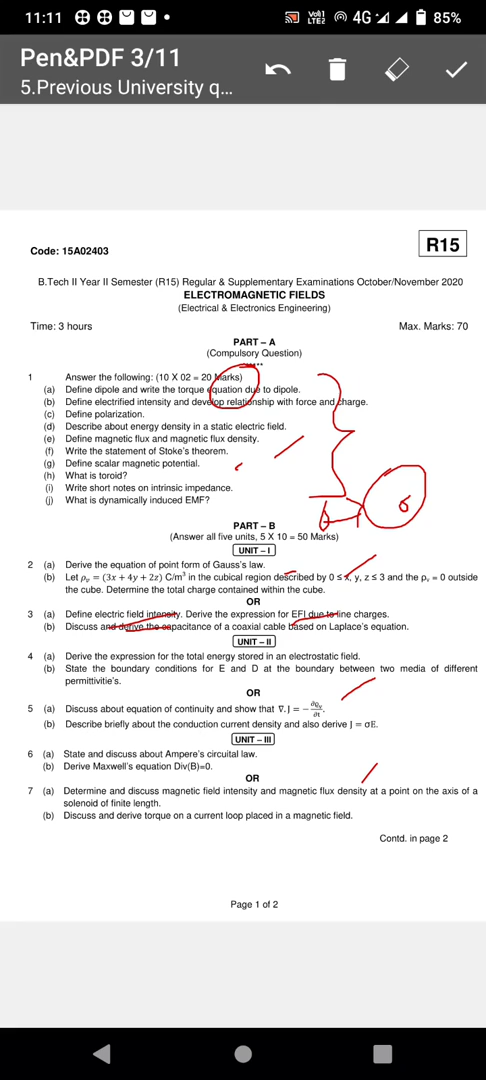 11:11
Vo))1
LTE2
4G
85%
Pen&PDF 3/11
5.Previous University q...
Code: 15A02403
R15
B.Tech II Year II Semester (R15) Regular & Supplementary Examinations October/November 2020
ELECTROMAGNETIC FIELDS
(Electrical & Electronics Engineering)
Time: 3 hours Max. Marks: 70
PART – A
(Compulsory Question)
*****
1 Answer the following: (10 X 02 = 20 Marks)
(a) Define dipole and write the torque equation due to dipole.
(b) Define electrified intensity and develop relationship with force and charge.
(c) Define polarization.
(d) Describe about energy density in a static electric field.
(e) Define magnetic flux and magnetic flux density.
(f) Write the statement of Stoke's theorem.
(g) Define scalar magnetic potential.
(h) What is toroid?
(i) Write short notes on intrinsic impedance.
(j) What is dynamically induced EMF?
PART – B
(Answer all five units, 5 X 10 = 50 Marks)
UNIT – I
2 (a) Derive the equation of point form of Gauss's law.
(b) Let ρᵥ = (3x + 4y + 2z) C/m³ in the cubical region described by 0 ≤ x, y, z ≤ 3 and the ρᵥ = 0 outside
the cube. Determine the total charge contained within the cube.
OR
3 (a) Define electric field intensity. Derive the expression for EFI due to line charges.
(b) Discuss and derive the capacitance of a coaxial cable based on Laplace's equation.
UNIT – II
4 (a) Derive the expression for the total energy stored in an electrostatic field.
(b) State the boundary conditions for E and D at the boundary between two media of different
permittivitie's.
OR
5 (a) Discuss about equation of continuity and show that ∇.J = −∂ρᵥ/∂t.
(b) Describe briefly about the conduction current density and also derive J = σE.
UNIT – III
6 (a) State and discuss about Ampere's circuital law.
(b) Derive Maxwell's equation Div(B)=0.
OR
7 (a) Determine and discuss magnetic field intensity and magnetic flux density at a point on the axis of a
solenoid of finite length.
(b) Discuss and derive torque on a current loop placed in a magnetic field.
Contd. in page 2
Page 1 of 2